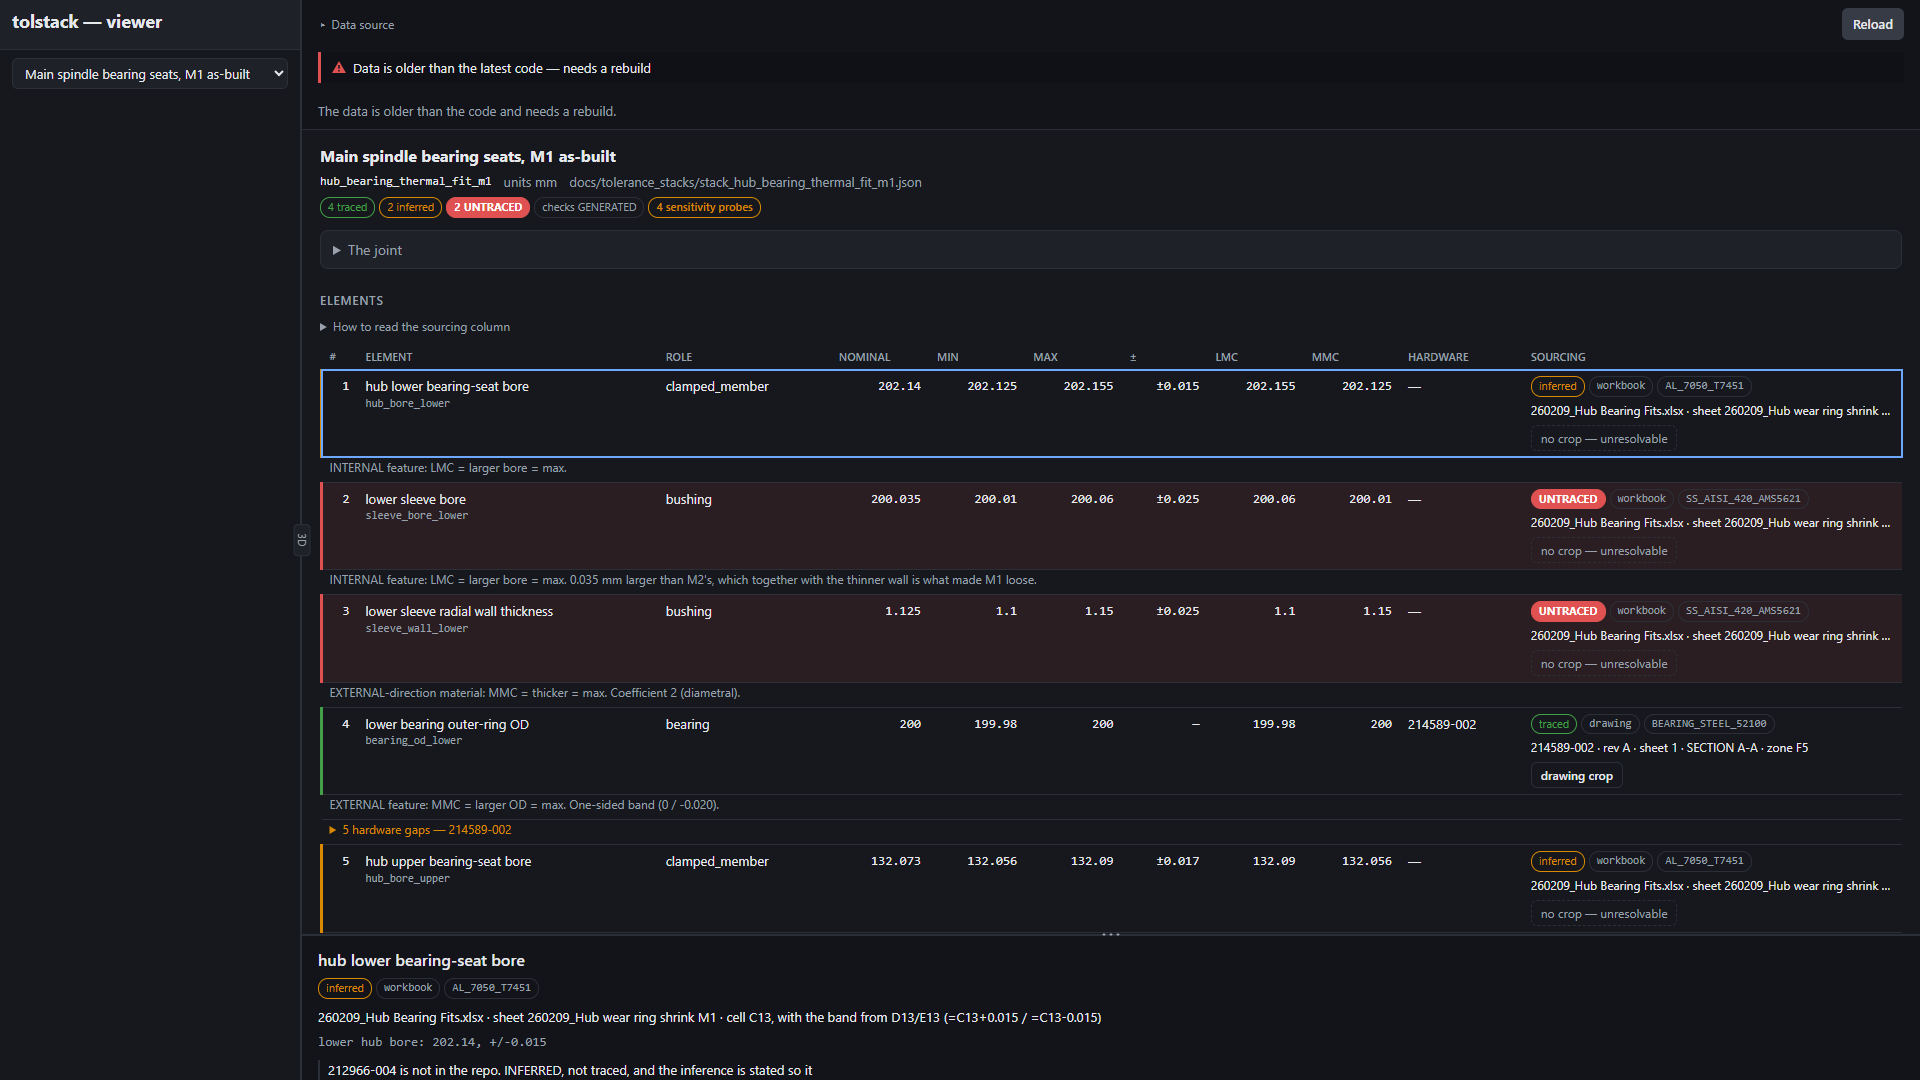 tolstack — viewer
Main spindle bearing seats, M1 as-built
Data source
Reload
Data is older than the latest code — needs a rebuild
The data is older than the code and needs a rebuild.
Main spindle bearing seats, M1 as-built
hub_bearing_thermal_fit_m1 units mm docs/tolerance_stacks/stack_hub_bearing_thermal_fit_m1.json
4 traced 2 inferred 2 UNTRACED checks GENERATED 4 sensitivity probes
The joint
ELEMENTS
How to read the sourcing column
# ELEMENT ROLE NOMINAL MIN MAX ± LMC MMC HARDWARE SOURCING
1 hub lower bearing-seat bore clamped_member 202.14 202.125 202.155 ±0.015 202.155 202.125 — inferred workbook AL_7050_T7451
hub_bore_lower
260209_Hub Bearing Fits.xlsx · sheet 260209_Hub wear ring shrink ...
no crop — unresolvable
INTERNAL feature: LMC = larger bore = max.
2 lower sleeve bore bushing 200.035 200.01 200.06 ±0.025 200.06 200.01 — UNTRACED workbook SS_AISI_420_AMS5621
sleeve_bore_lower
260209_Hub Bearing Fits.xlsx · sheet 260209_Hub wear ring shrink ...
no crop — unresolvable
INTERNAL feature: LMC = larger bore = max. 0.035 mm larger than M2's, which together with the thinner wall is what made M1 loose.
3 lower sleeve radial wall thickness bushing 1.125 1.1 1.15 ±0.025 1.1 1.15 — UNTRACED workbook SS_AISI_420_AMS5621
sleeve_wall_lower
260209_Hub Bearing Fits.xlsx · sheet 260209_Hub wear ring shrink ...
no crop — unresolvable
EXTERNAL-direction material: MMC = thicker = max. Coefficient 2 (diametral).
4 lower bearing outer-ring OD bearing 200 199.98 200 — 199.98 200 214589-002 traced drawing BEARING_STEEL_52100
bearing_od_lower
214589-002 · rev A · sheet 1 · SECTION A-A · zone F5
drawing crop
EXTERNAL feature: MMC = larger OD = max. One-sided band (0 / -0.020).
5 hardware gaps — 214589-002
5 hub upper bearing-seat bore clamped_member 132.073 132.056 132.09 ±0.017 132.09 132.056 — inferred workbook AL_7050_T7451
hub_bore_upper
260209_Hub Bearing Fits.xlsx · sheet 260209_Hub wear ring shrink ...
no crop — unresolvable
3D
hub lower bearing-seat bore
inferred workbook AL_7050_T7451
260209_Hub Bearing Fits.xlsx · sheet 260209_Hub wear ring shrink M1 · cell C13, with the band from D13/E13 (=C13+0.015 / =C13-0.015)
lower hub bore: 202.14, +/-0.015
212966-004 is not in the repo. INFERRED, not traced, and the inference is stated so it